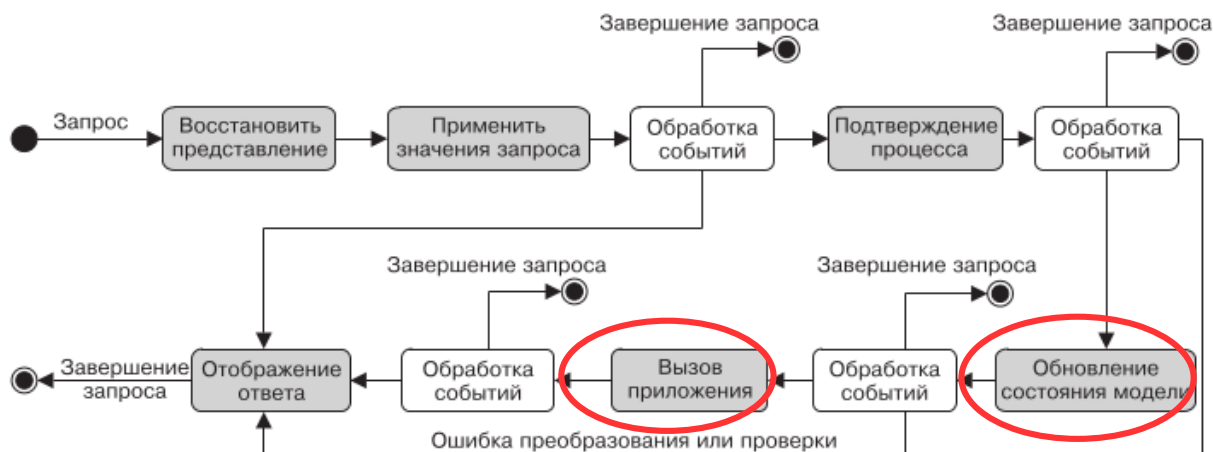 Завершение запроса
Завершение запроса
Запрос
Восстановить
представление
Применить
значения запроса
Обработка
событий
Подтверждение
процесса
Обработка
событий
Завершение запроса
Завершение запроса
Завершение
запроса
Отображение
ответа
Обработка
событий
Вызов
приложения
Обработка
событий
Обновление
состояния модели
Ошибка преобразования или проверки